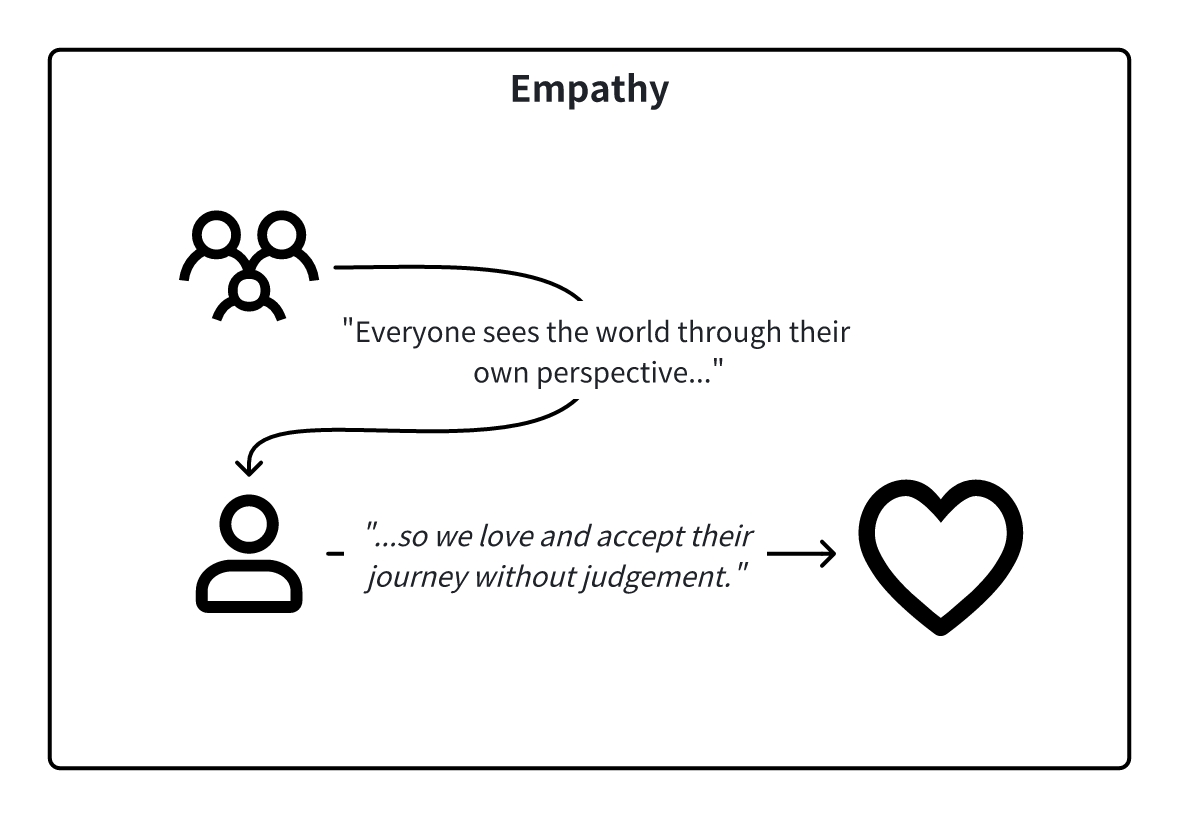 Empathy
"Everyone sees the world through their
own perspective..."
"...so we love and accept their
journey without judgement."